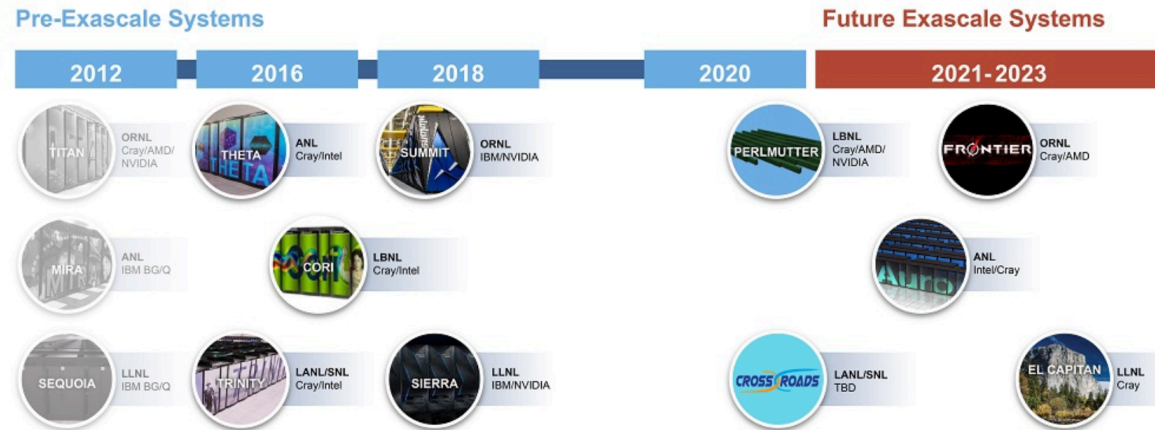 Pre-Exascale Systems
Future Exascale Systems
2012
2016
2018
2020
2021-2023
TITAN
ORNL
Cray/AMD/
NVIDIA
THETA
THETA
ANL
Cray/Intel
SUMMIT
ORNL
IBM/NVIDIA
PERLMUTTER
LBNL
Cray/AMD/
NVIDIA
FRONTIER
ORNL
Cray/AMD
MIRA
ANL
IBM BG/Q
CORI
LBNL
Cray/Intel
Auro
ANL
Intel/Cray
SEQUOIA
LLNL
IBM BG/Q
TRINITY
LANL/SNL
Cray/Intel
SIERRA
LLNL
IBM/NVIDIA
CROSSROADS
LANL/SNL
TBD
EL CAPITAN
LLNL
Cray